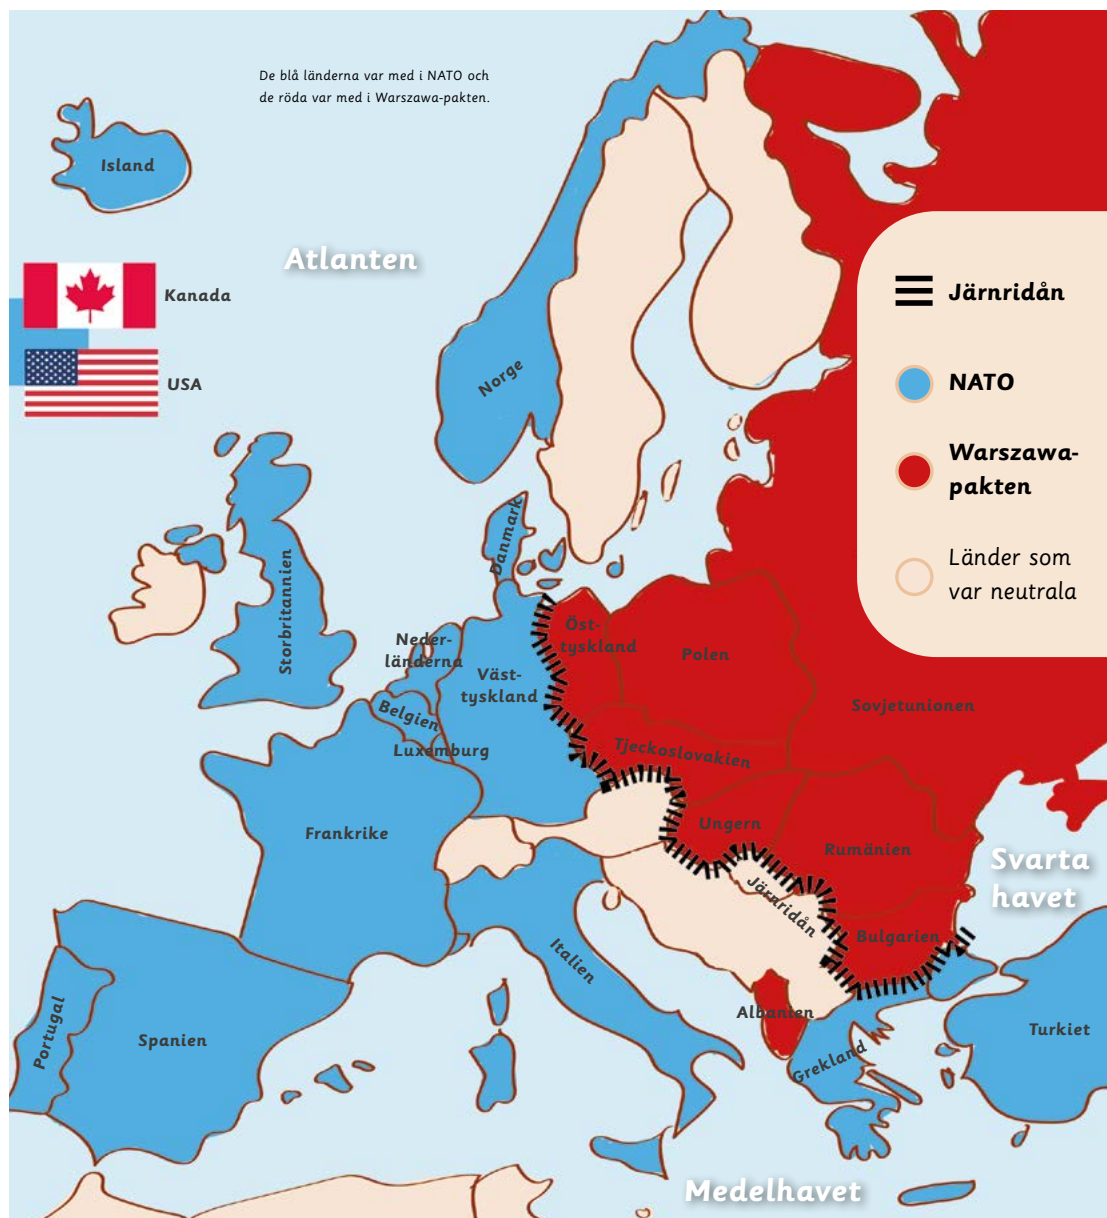 De blå länderna var med i NATO och
de röda var med i Warszawa-pakten.
Island
Atlanten
Kanada
USA
Järnridån
NATO
Warszawa-
pakten
Länder som
var neutrala
Norge
Danmark
Storbritannien
Neder-
länderna
Belgien
Luxemburg
Väst-
tyskland
Öst-
tyskland
Polen
Sovjetunionen
Tjeckoslovakien
Frankrike
Ungern
Rumänien
Svarta
havet
Järnridån
Bulgarien
Italien
Albanien
Portugal
Spanien
Grekland
Turkiet
Medelhavet